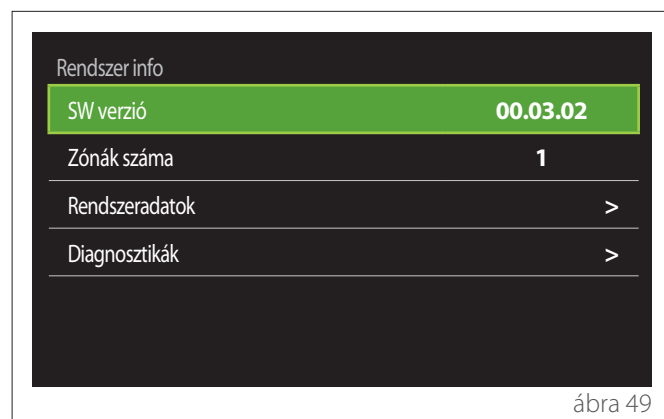 Rendszer info
SW verzió 00.03.02
Zónák száma 1
Rendszeradatok >
Diagnosztikák >
ábra 49